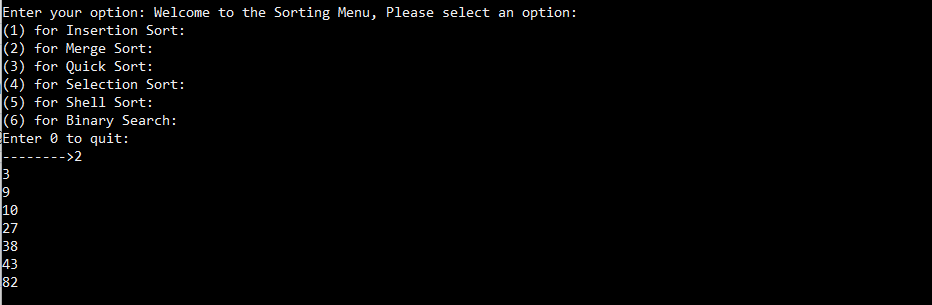 Enter your option: Welcome to the Sorting Menu, Please select an option:
(1) for Insertion Sort:
(2) for Merge Sort:
(3) for Quick Sort:
(4) for Selection Sort:
(5) for Shell Sort:
(6) for Binary Search:
Enter 0 to quit:
-------->2
3
9
10
27
38
43
82